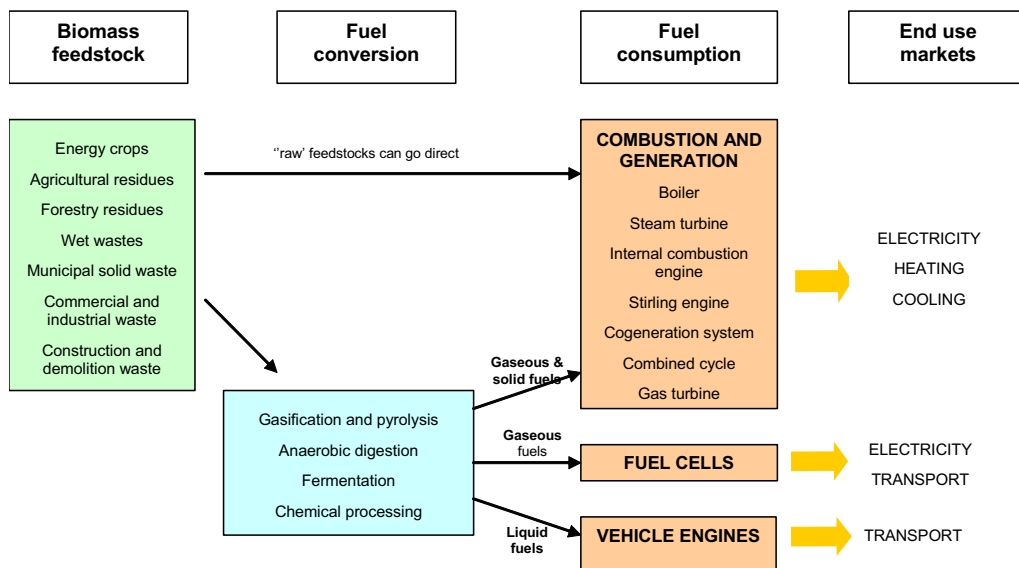 Biomass
feedstock
Fuel
conversion
Fuel
consumption
End use
markets
Energy crops
Agricultural residues
Forestry residues
Wet wastes
Municipal solid waste
Commercial and
industrial waste
Construction and
demolition waste
‘'raw’ feedstocks can go direct
COMBUSTION AND
GENERATION
Boiler
Steam turbine
Internal combustion
engine
Stirling engine
Cogeneration system
Combined cycle
Gas turbine
ELECTRICITY
HEATING
COOLING
Gasification and pyrolysis
Anaerobic digestion
Fermentation
Chemical processing
Gaseous &
solid fuels
Gaseous
fuels
Liquid
fuels
FUEL CELLS
ELECTRICITY
TRANSPORT
VEHICLE ENGINES
TRANSPORT